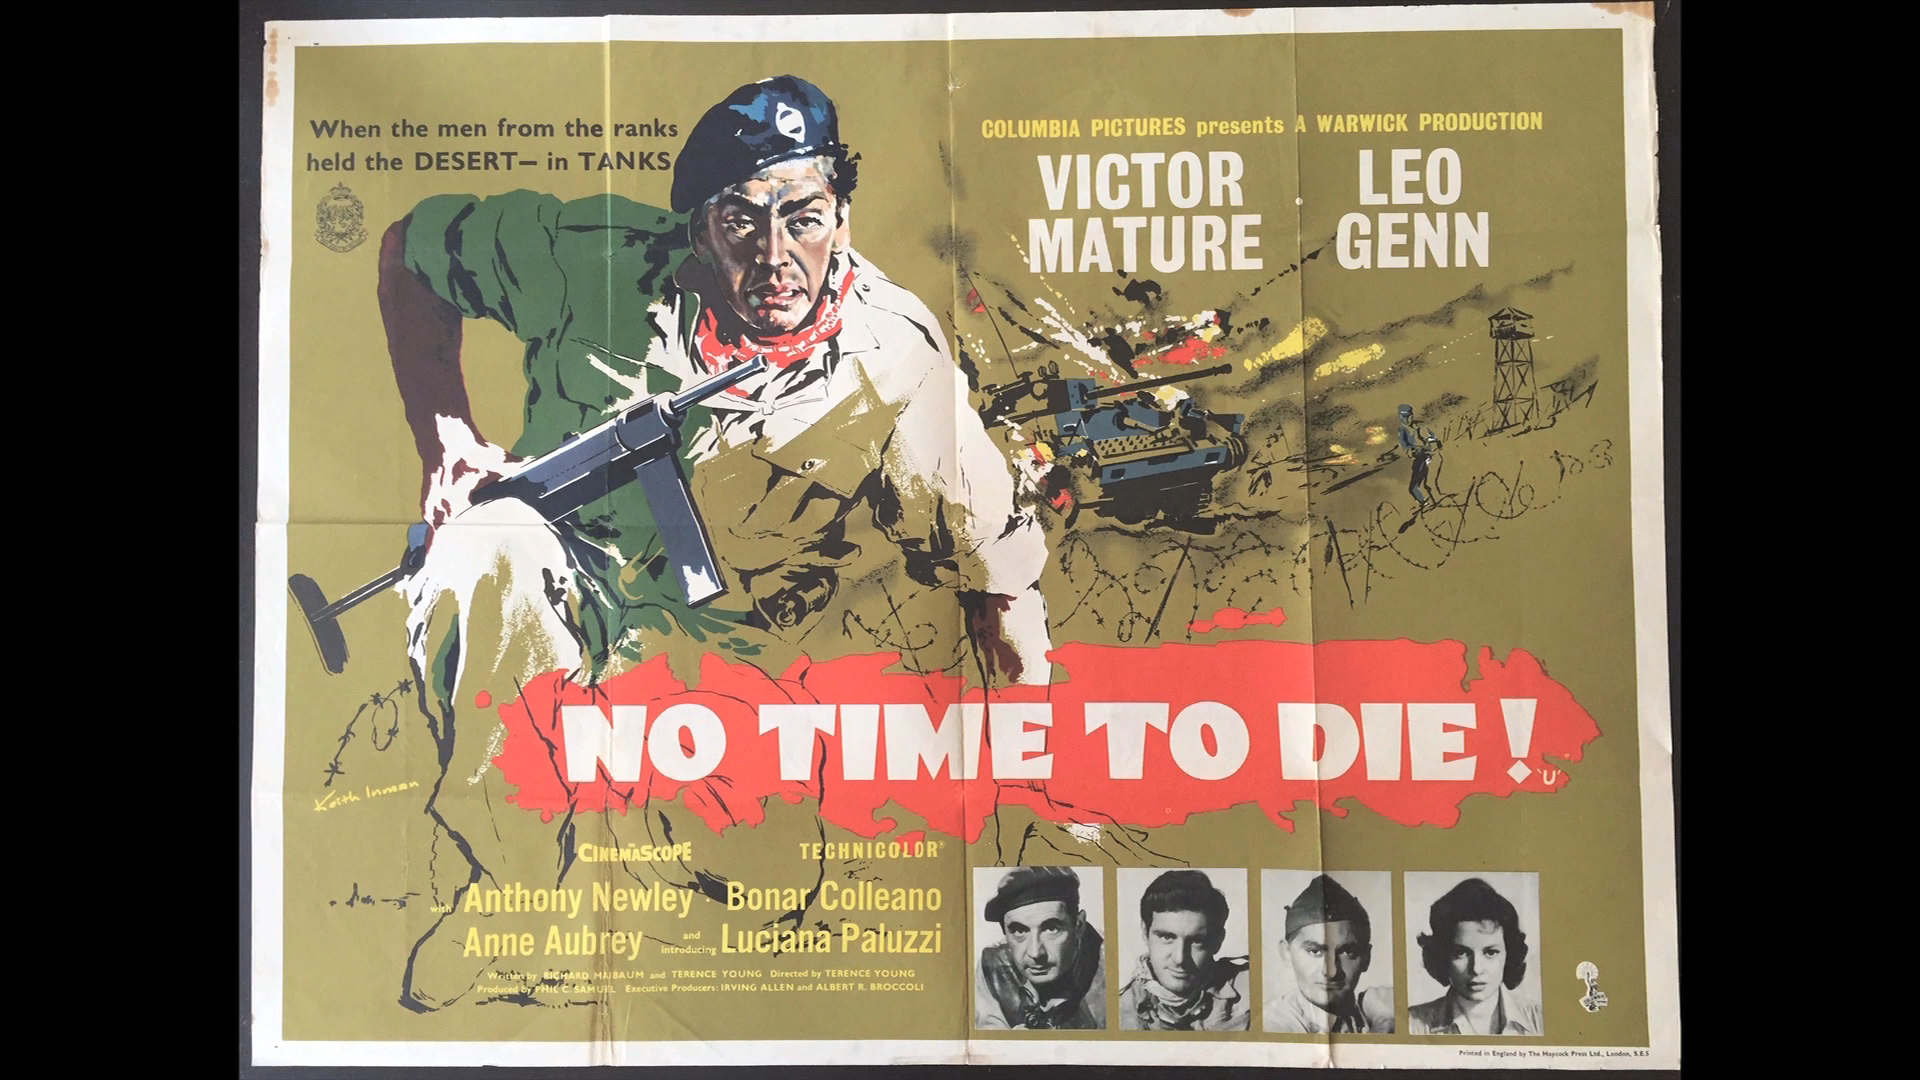 When the men from the ranks
held the DESERT— in TANKS
COLUMBIA PICTURES presents A WARWICK PRODUCTION
VICTOR MATURE
LEO GENN
NO TIME TO DIE!
'U'
Keith Inman
CINEMASCOPE
TECHNICOLOR®
with Anthony Newley · Bonar Colleano
Anne Aubrey and introducing Luciana Paluzzi
Written by RICHARD MAIBAUM and TERENCE YOUNG Directed by TERENCE YOUNG
Produced by PHIL C. SAMUEL Executive Producers: IRVING ALLEN and ALBERT R. BROCCOLI
Printed in England by The Haycock Press Ltd., London, S.E.5